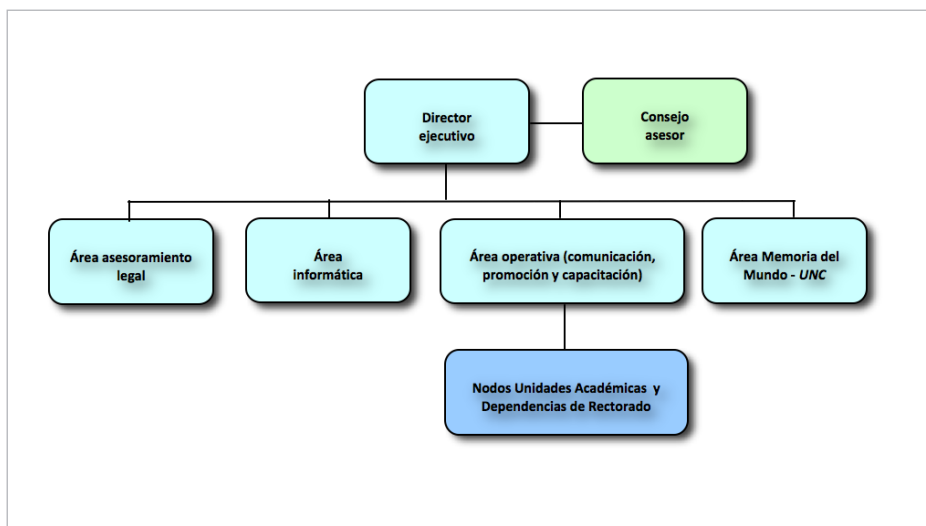 Director
ejecutivo
Consejo
asesor
Área asesoramiento
legal
Área
informática
Área operativa (comunicación,
promoción y capacitación)
Área Memoria del
Mundo - UNC
Nodos Unidades Académicas y
Dependencias de Rectorado